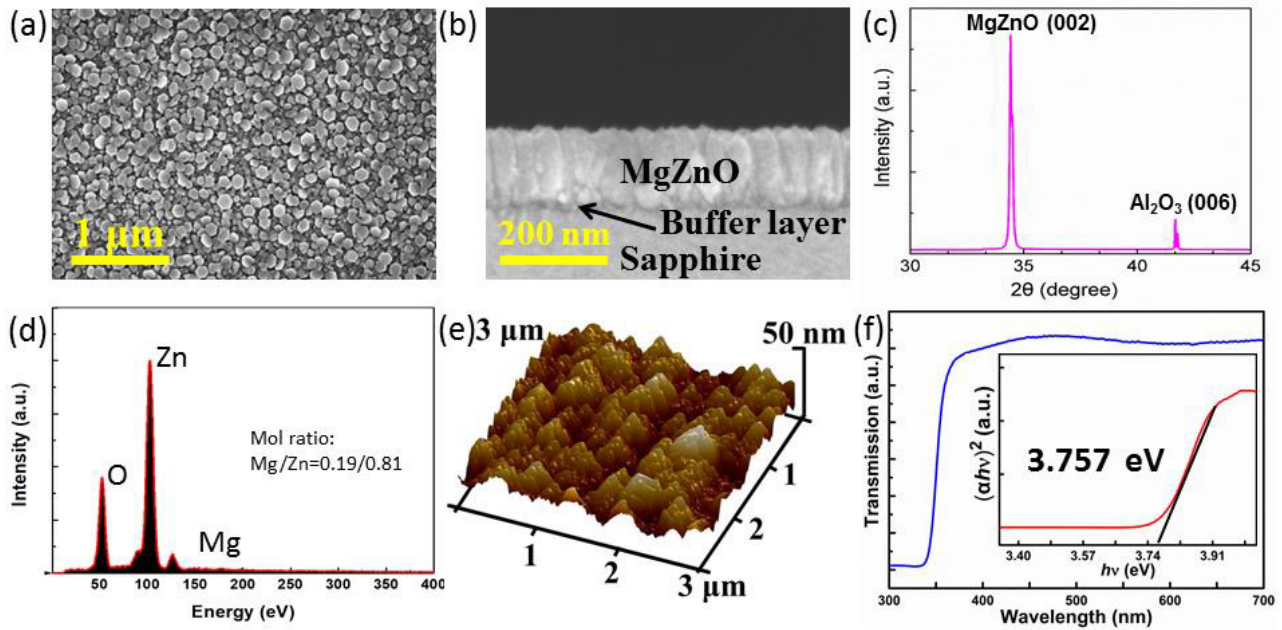 (a)
1 μm
(b)
MgZnO
Buffer layer
200 nm
Sapphire
(c)
MgZnO (002)
Al₂O₃ (006)
Intensity (a.u.)
30 35 40 45
2θ (degree)
(d)
Zn
O
Mg
Mol ratio:
Mg/Zn=0.19/0.81
Intensity (a.u.)
50 100 150 200 250 300 350 400
Energy (eV)
(e)
3 μm
50 nm
1
2
1
2
3 μm
(f)
Transmission (a.u.)
(αhν)² (a.u.)
3.757 eV
3.40 3.57 3.74 3.91
hν (eV)
300 400 500 600 700
Wavelength (nm)